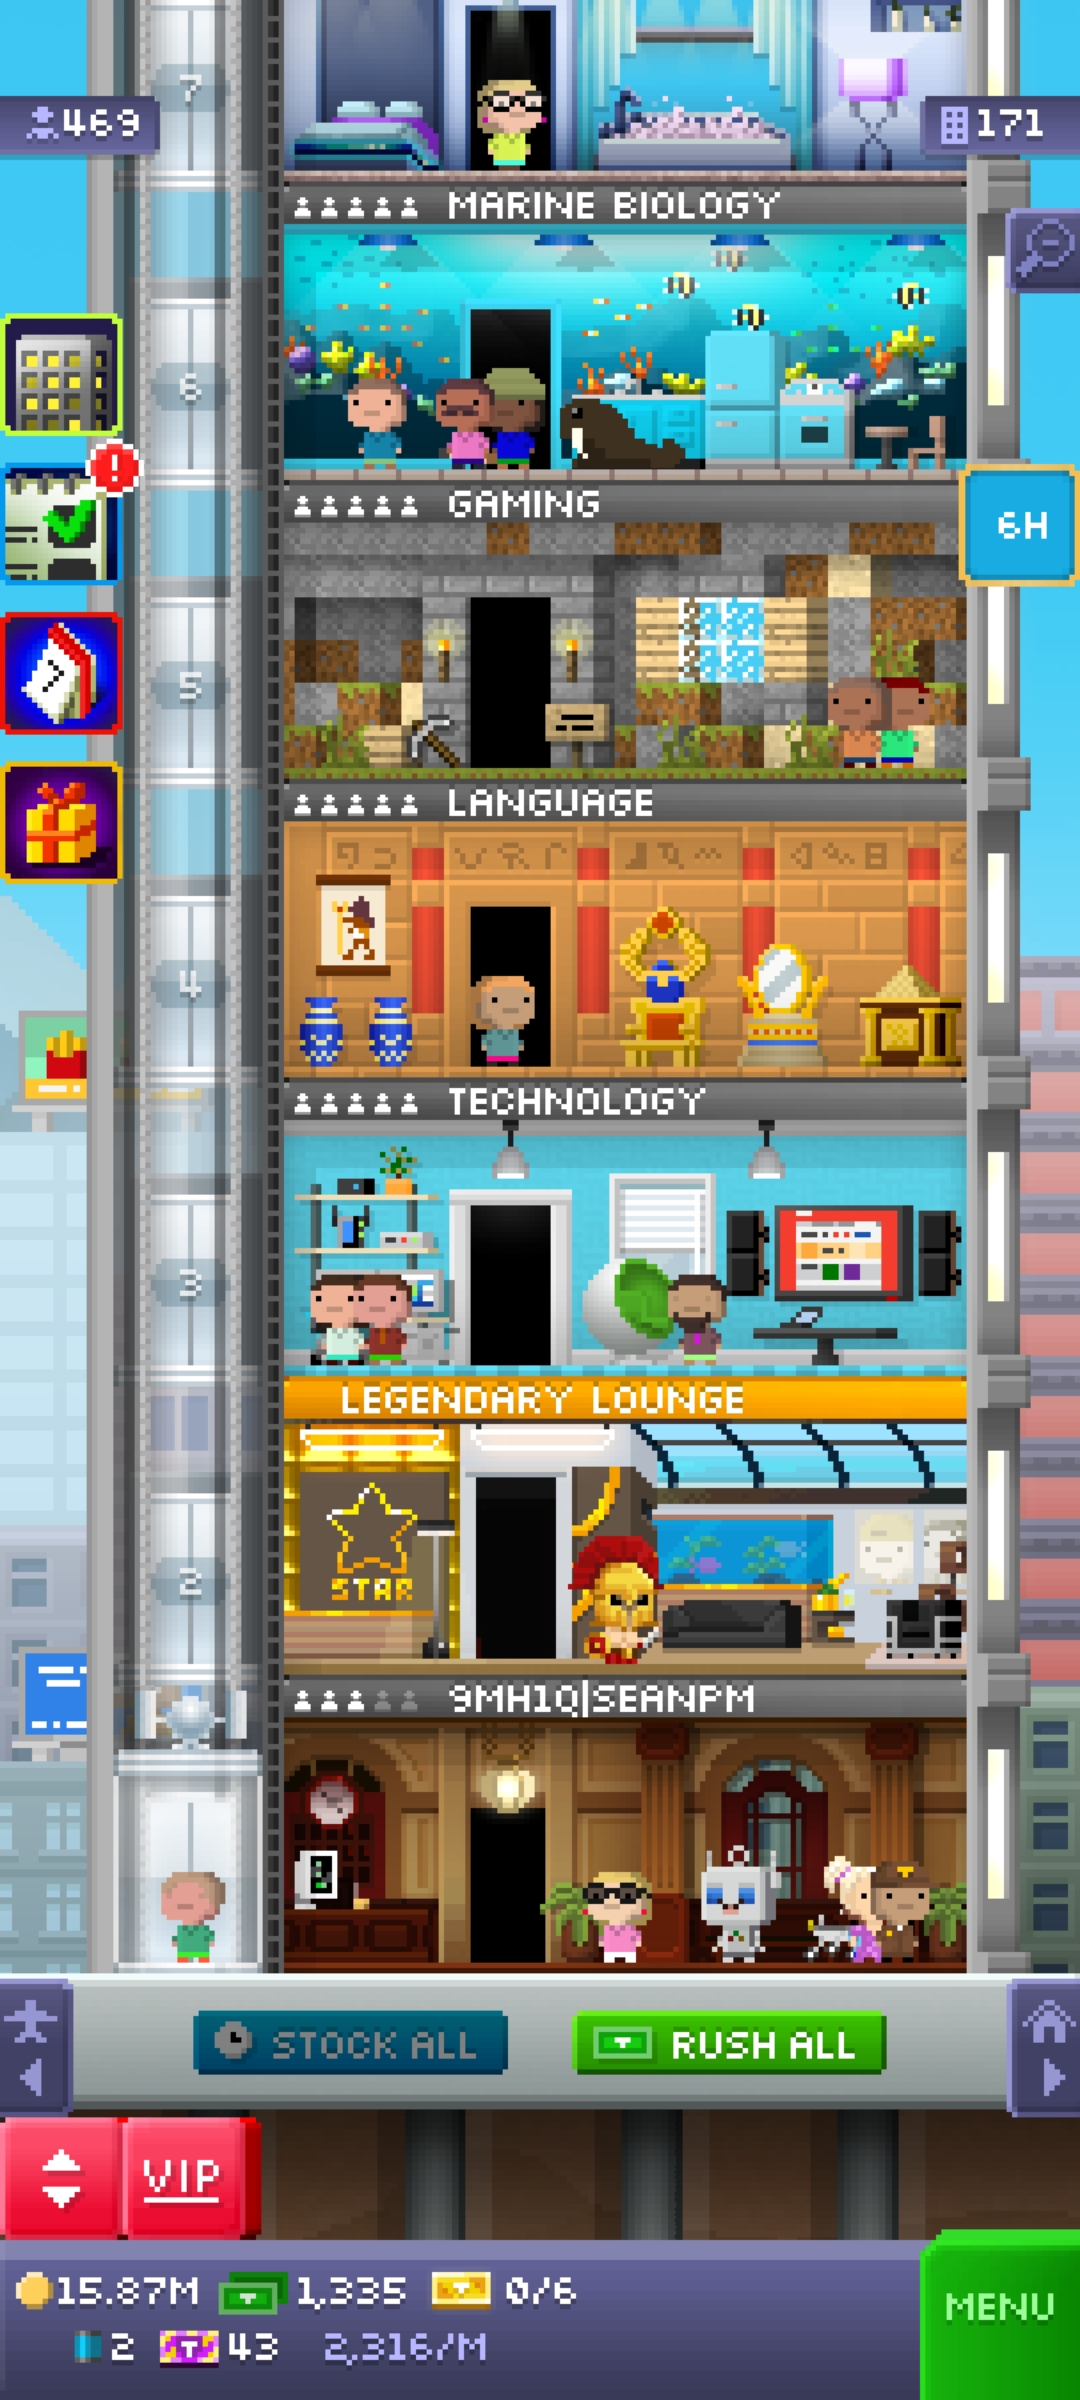 7
469
171
MARINE BIOLOGY
6
GAMING
6H
5
LANGUAGE
4
TECHNOLOGY
3
LEGENDARY LOUNGE
STAR
2
9MH1Q|SEANPM
STOCK ALL
RUSH ALL
VIP
15.87M 1,335 0/6
MENU
2 43 2,316/M